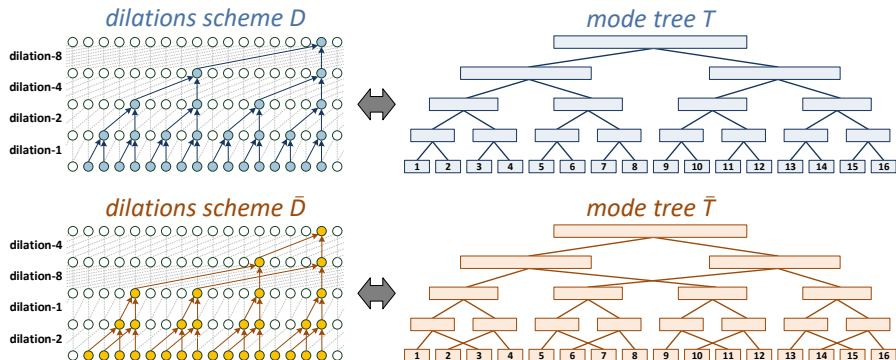 dilations scheme D
mode tree T
dilation-8
dilation-4
dilation-2
dilation-1
1 2 3 4 5 6 7 8 9 10 11 12 13 14 15 16
dilations scheme D̄
mode tree T̄
dilation-4
dilation-8
dilation-1
dilation-2
1 2 3 4 5 6 7 8 9 10 11 12 13 14 15 16